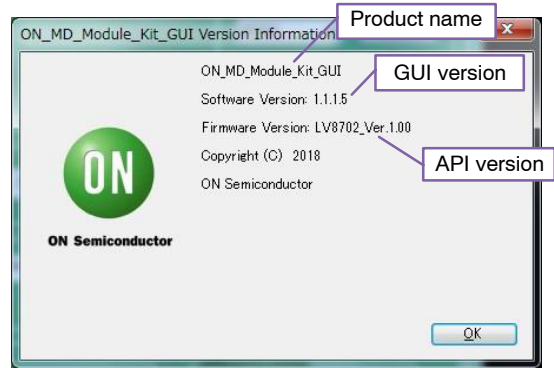 Product name
ON_MD_Module_Kit_GUI Version Information
X
ON_MD_Module_Kit_GUI
GUI version
Software Version: 1.1.1.5
Firmware Version: LV8702_Ver.1.00
Copyright (C) 2018
API version
ON Semiconductor
ON
ON Semiconductor
OK